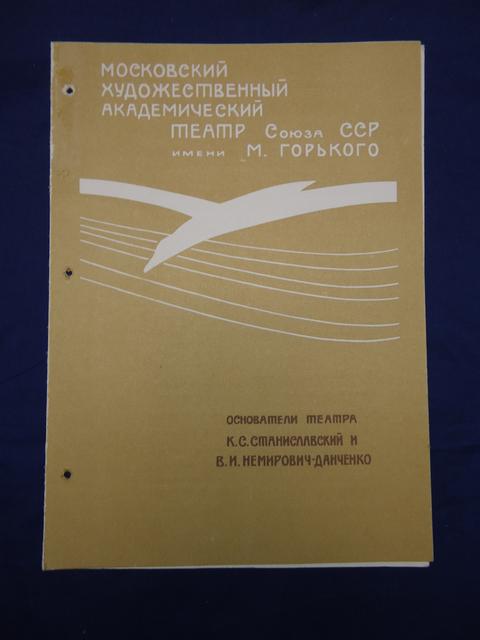 МОСКОВСКИЙ
ХУДОЖЕСТВЕННЫЙ
АКАДЕМИЧЕСКИЙ
ТЕАТР СОЮЗА ССР
ИМЕНИ М. ГОРЬКОГО
ОСНОВАТЕЛИ ТЕАТРА
К.С.СТАНИСЛАВСКИЙ И
В.И.НЕМИРОВИЧ-ДАНЧЕНКО